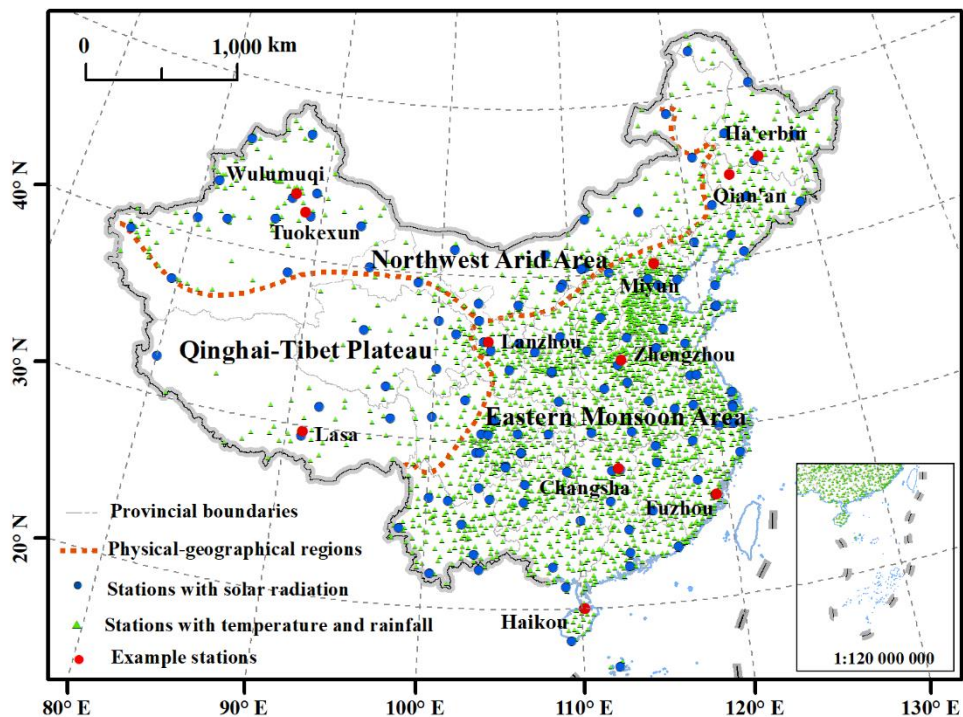 0 1,000 km
Ha'erbin
Wulumuqi
40° N
Qian'an
Tuokexun
Northwest Arid Area
Miyun
Qinghai-Tibet Plateau
Lanzhou
Zhengzhou
30° N
Eastern Monsoon Area
Lasa
Changsha
Fuzhou
Provincial boundaries
20° N
Physical-geographical regions
Stations with solar radiation
Haikou
Stations with temperature and rainfall
Example stations
1:120 000 000
80° E 90° E 100° E 110° E 120° E 130° E